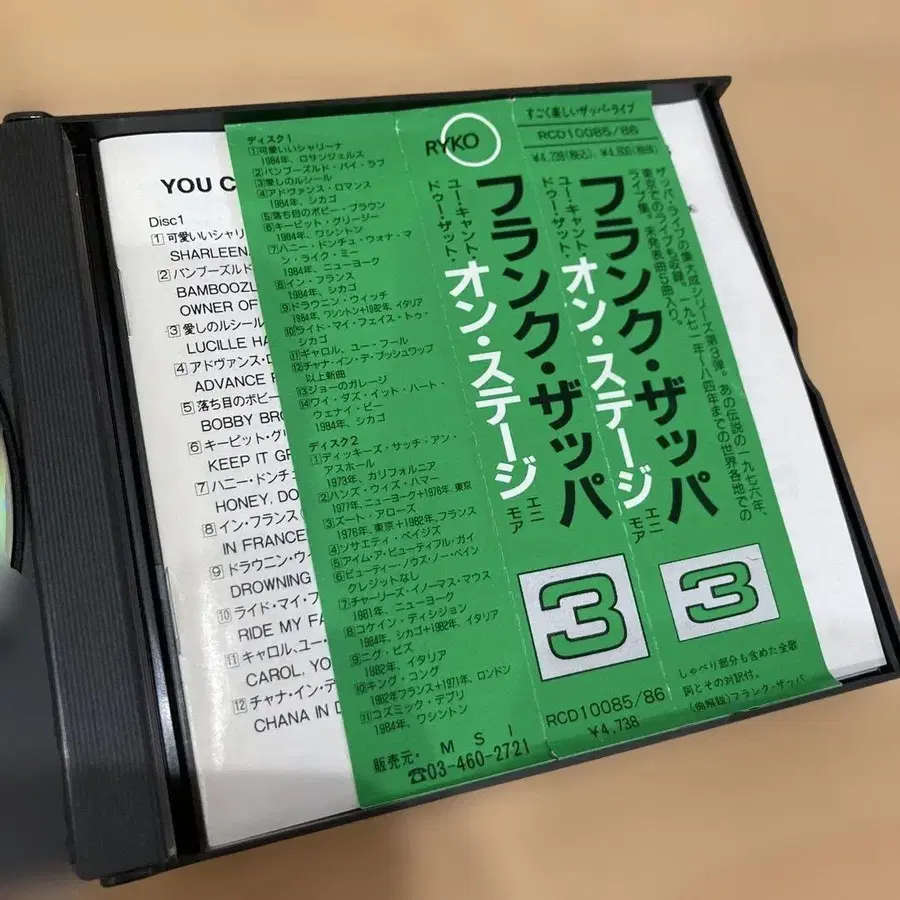 YOU C
Disc1
1 可愛いいシャリ
SHARLEENA
2 バンブーズルド
BAMBOOZL
OWNER OF
3 愛しのルシール
LUCILLE HA
4 アドヴァンス・ロ
ADVANCE R
5 落ち目のボビー
BOBBY BRO
6 キーピット・グリ
KEEP IT GR
7 ハニー・ドンチ
HONEY, DO
8 イン・フランス
IN FRANCE
9 ドラウニン・ウ
DROWNING
10 ライド・マイ・フ
RIDE MY FA
11 キャロル、ユー・
CAROL, YO
12 チャナ・イン・デ
CHANA IN D
ディスク1
1可愛いいシャリーナ
1984年、ロサンジェルス
2バンブーズルド・バイ・ラブ
3愛しのルシール
4アドヴァンス・ロマンス
1984年、シカゴ
5落ち目のボビー・ブラウン
6キーピット・グリージー
1984年、ワシントン
7ハニー・ドンチュ・ウォナ・マ
ン・ライク・ミー
1984年、ニューヨーク
8イン・フランス
1984年、シカゴ
9ドラウニン・ウィッチ
1984年、ワシントン+1982年、イタリア
10ライド・マイ・フェイス・トゥ・
シカゴ
11キャロル、ユー・フール
12チャナ・イン・デ・ブッシュワップ
以上新曲
13ジョーのガレージ
14ワイ・ダズ・イット・ハート・
ウェナイ・ピー
1984年、シカゴ
ディスク2
1ディッキーズ・サッチ・アン・
アスホール
1973年、カリフォルニア
2ハンズ・ウィズ・ハマー
1977年、ニューヨーク+1976年、東京
3ズート・アローズ
1976年、東京+1982年、フランス
4ソサエティ・ペイジズ
5アイム・ア・ビューティフル・ガイ
6ビューティー・ノウズ・ノー・ペイン
クレジットなし
7チャーリーズ・イノーマス・マウス
1981年、ニューヨーク
8コケイン・ディシジョン
1984年、シカゴ+1982年、イタリア
9ニグ・ビズ
1982年、イタリア
10キング・コング
1982年フランス+1971年、ロンドン
11コズミック・デブリ
1984年、ワシントン
販売元・MSI
☎03-460-2721
RYKO
フランク・ザッパ
ユー・キャント・
ドゥー・ザット・
オン・ステージ
エニ
モア
3
RCD10085/86
¥4,738
すごく楽しいザッパ・ライブ
RCD10085/86
¥4,738(税込)、¥4,600(税抜)
フランク・ザッパ
ユー・キャント・
ドゥー・ザット・
オン・ステージ
エニ
モア
ザッパ・ライブの集大成シリーズ第3弾。あの伝説の一九七六年、
東京でのライブも収録。一九七一年〜八四年までの世界各地での
ライブ集。未発表曲5曲入り。
3
しゃべり部分も含めた全歌
詞とその対訳付。
(曲解説)フランク・ザッパ